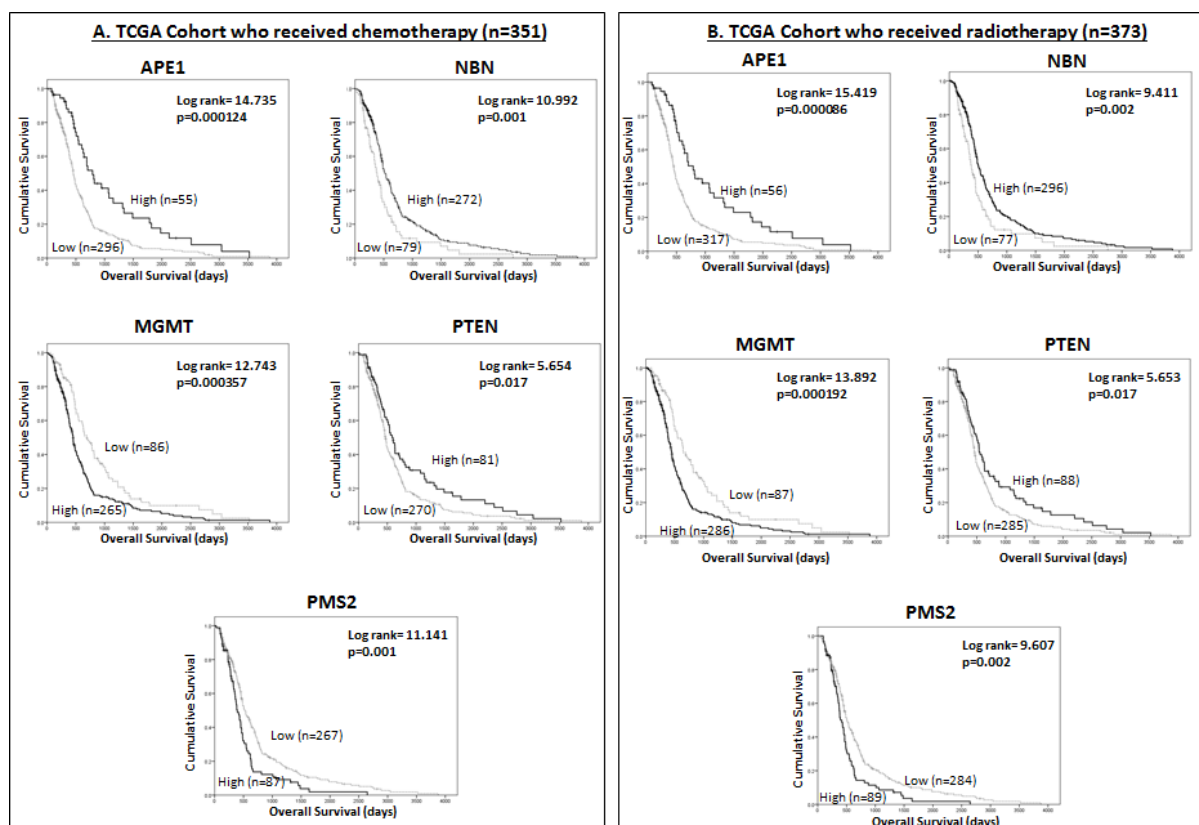 A. TCGA Cohort who received chemotherapy (n=351)
APE1
Log rank= 14.735
p=0.000124
High (n=55)
Low (n=296)
Cumulative Survival
Overall Survival (days)
NBN
Log rank= 10.992
p=0.001
High (n=272)
Low (n=79)
Cumulative Survival
Overall Survival (days)
MGMT
Log rank= 12.743
p=0.000357
Low (n=86)
High (n=265)
Cumulative Survival
Overall Survival (days)
PTEN
Log rank= 5.654
p=0.017
High (n=81)
Low (n=270)
Cumulative Survival
Overall Survival (days)
PMS2
Log rank= 11.141
p=0.001
Low (n=267)
High (n=87)
Cumulative Survival
Overall Survival (days)
B. TCGA Cohort who received radiotherapy (n=373)
APE1
Log rank= 15.419
p=0.000086
High (n=56)
Low (n=317)
Cumulative Survival
Overall Survival (days)
NBN
Log rank= 9.411
p=0.002
High (n=296)
Low (n=77)
Cumulative Survival
Overall Survival (days)
MGMT
Log rank= 13.892
p=0.000192
Low (n=87)
High (n=286)
Cumulative Survival
Overall Survival (days)
PTEN
Log rank= 5.653
p=0.017
High (n=88)
Low (n=285)
Cumulative Survival
Overall Survival (days)
PMS2
Log rank= 9.607
p=0.002
Low (n=284)
High (n=89)
Cumulative Survival
Overall Survival (days)